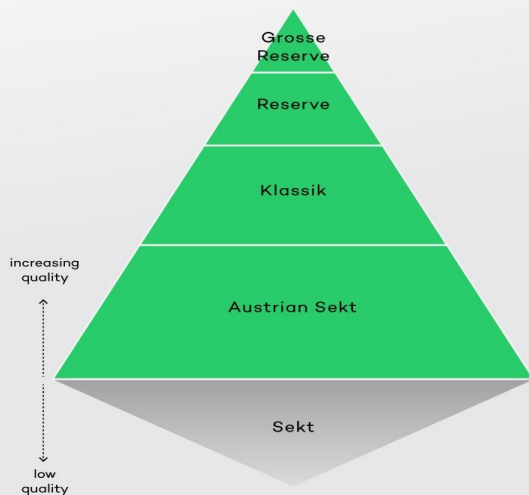 Grosse
Reserve
Reserve
Klassik
increasing
quality
Austrian Sekt
Sekt
low
quality